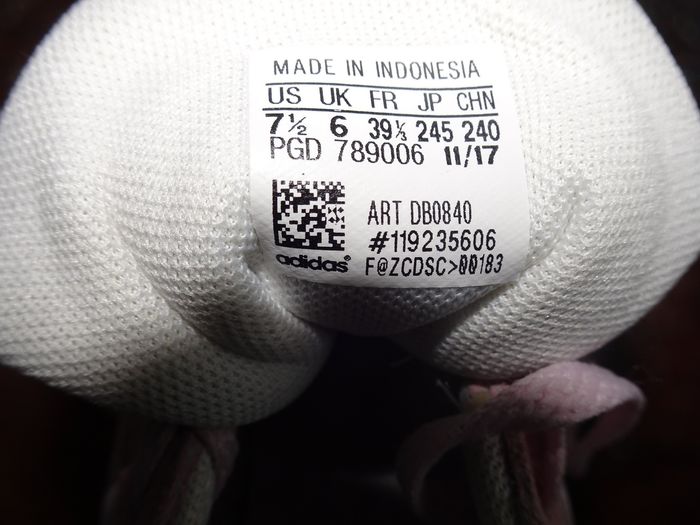 MADE IN INDONESIA
US UK FR JP CHN
7½ 6 39⅓ 245 240
PGD 789006 11/17
ART DB0840
#119235606
adidas® F@ZCDSC>00183